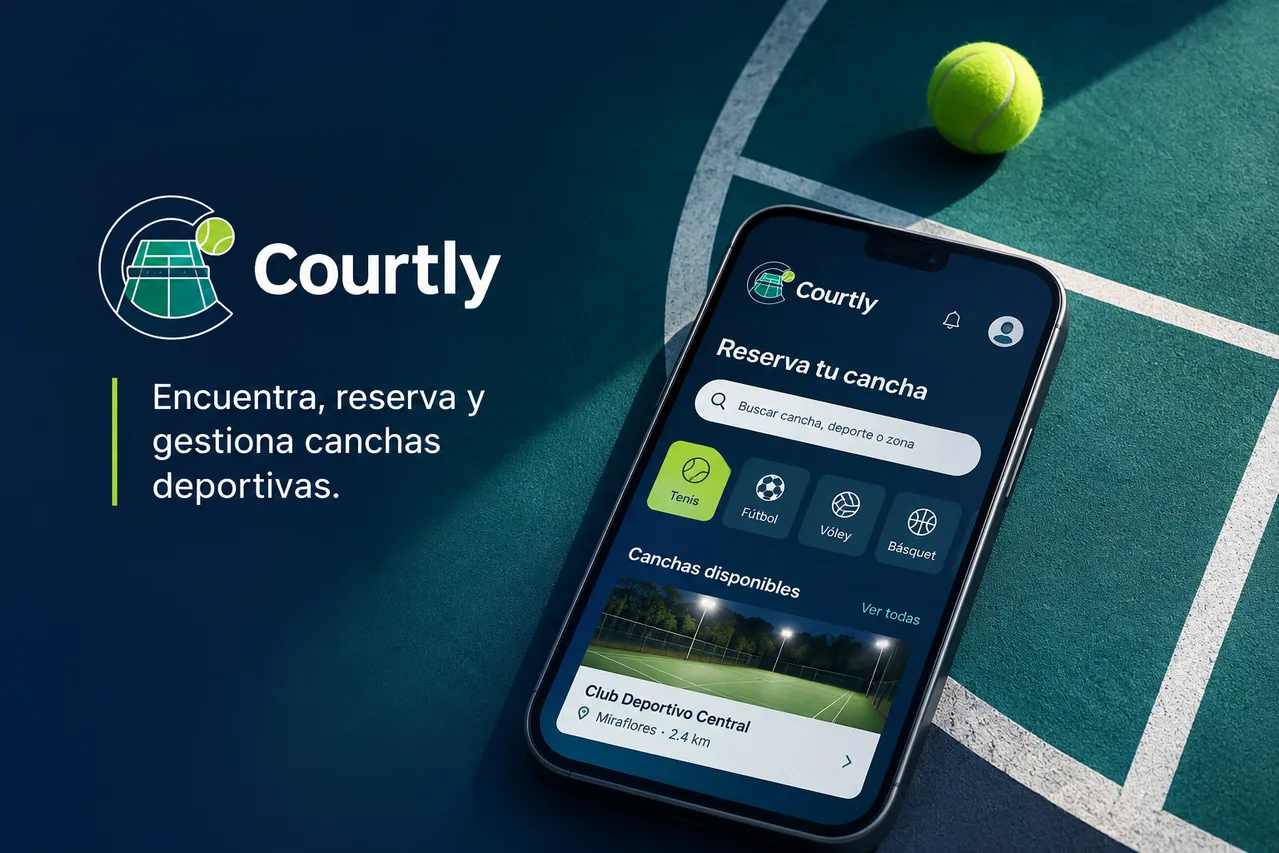 Courtly
Encuentra, reserva y
gestiona canchas
deportivas.
Courtly
Reserva tu cancha
Buscar cancha, deporte o zona
Tenis
Fútbol
Vóley
Básquet
Canchas disponibles
Ver todas
Club Deportivo Central
Miraflores · 2.4 km